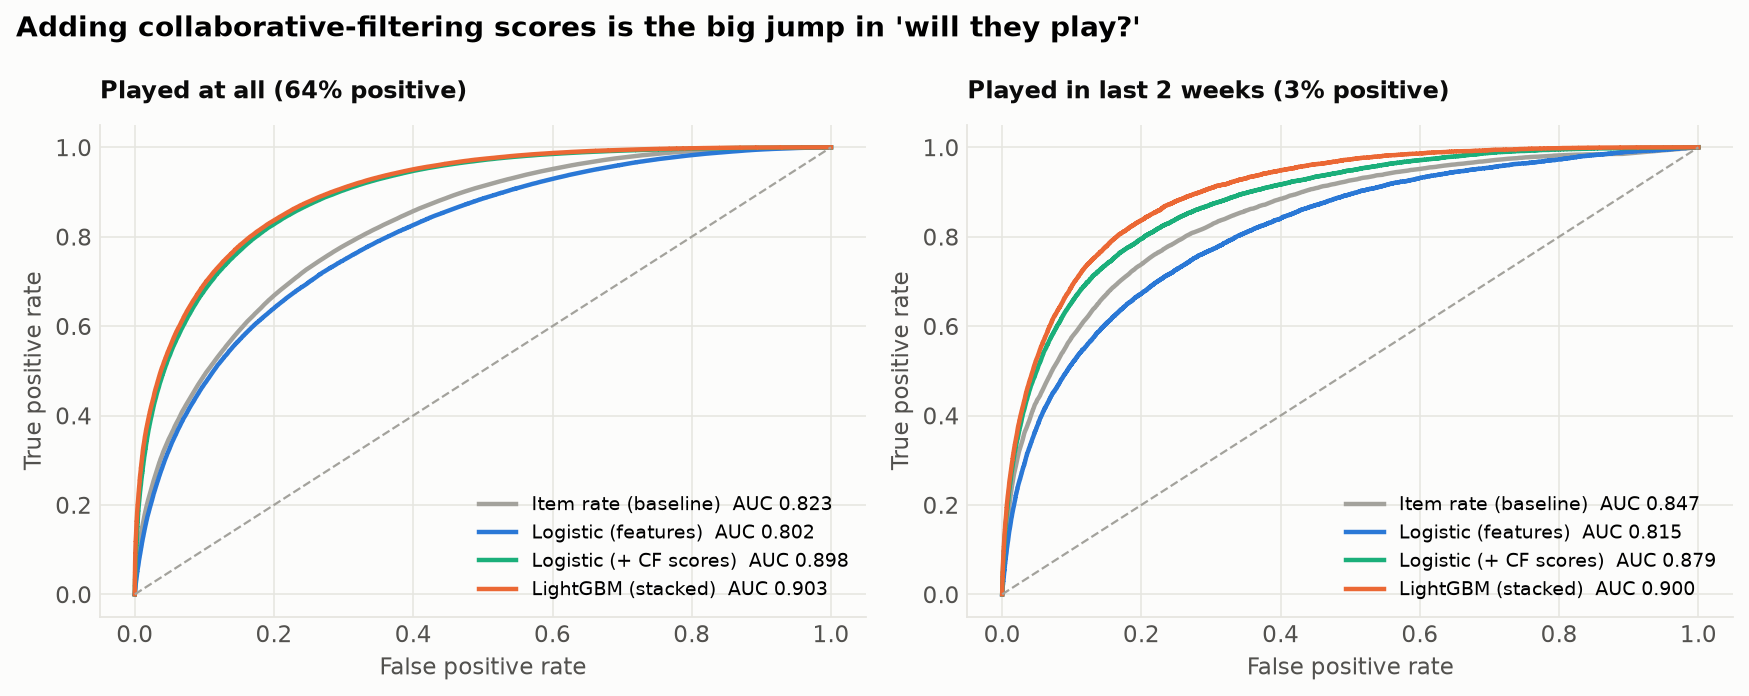 Adding collaborative-filtering scores is the big jump in 'will they play?'
Played at all (64% positive)
1.0
0.8
0.6
0.4
0.2
0.0
True positive rate
0.0 0.2 0.4 0.6 0.8 1.0
False positive rate
Item rate (baseline) AUC 0.823
Logistic (features) AUC 0.802
Logistic (+ CF scores) AUC 0.898
LightGBM (stacked) AUC 0.903
Played in last 2 weeks (3% positive)
1.0
0.8
0.6
0.4
0.2
0.0
True positive rate
0.0 0.2 0.4 0.6 0.8 1.0
False positive rate
Item rate (baseline) AUC 0.847
Logistic (features) AUC 0.815
Logistic (+ CF scores) AUC 0.879
LightGBM (stacked) AUC 0.900